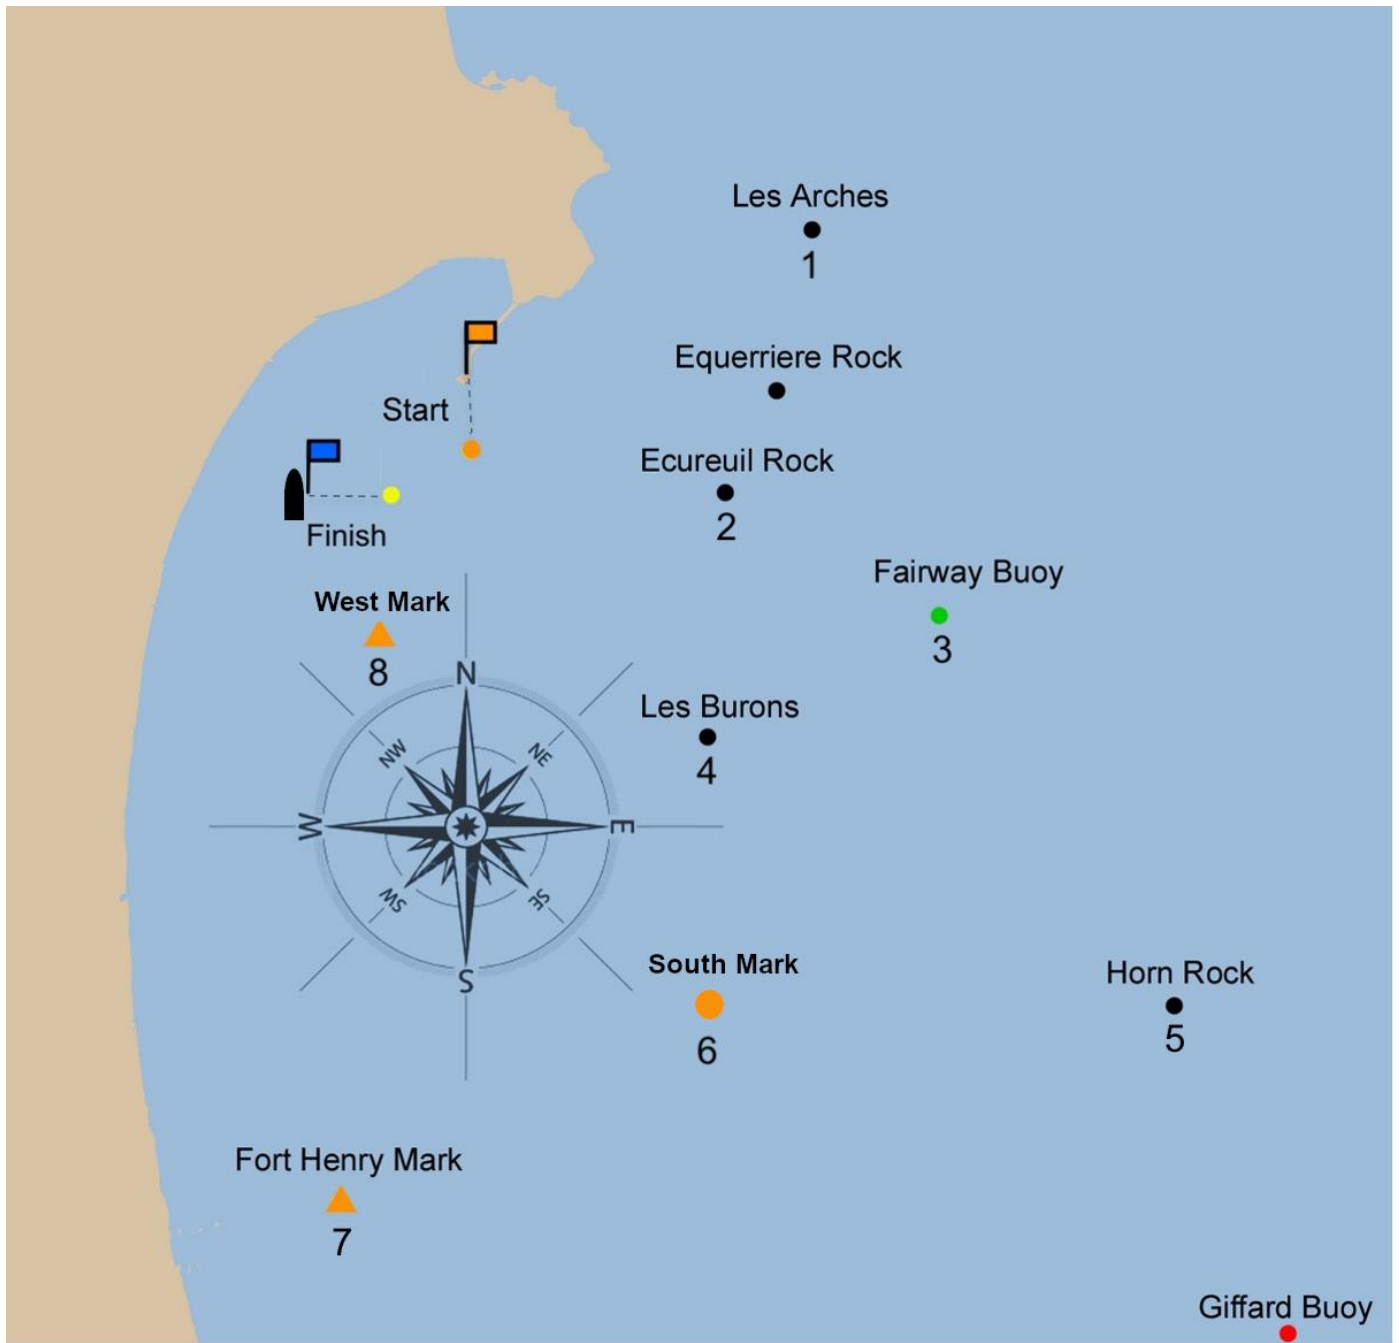 Les Arches
1
Equerriere Rock
Start
Ecureuil Rock
2
Finish
Fairway Buoy
3
West Mark
8
N
Les Burons
4
NW
NE
W
E
SW
SE
S
South Mark
6
Horn Rock
5
Fort Henry Mark
7
Giffard Buoy